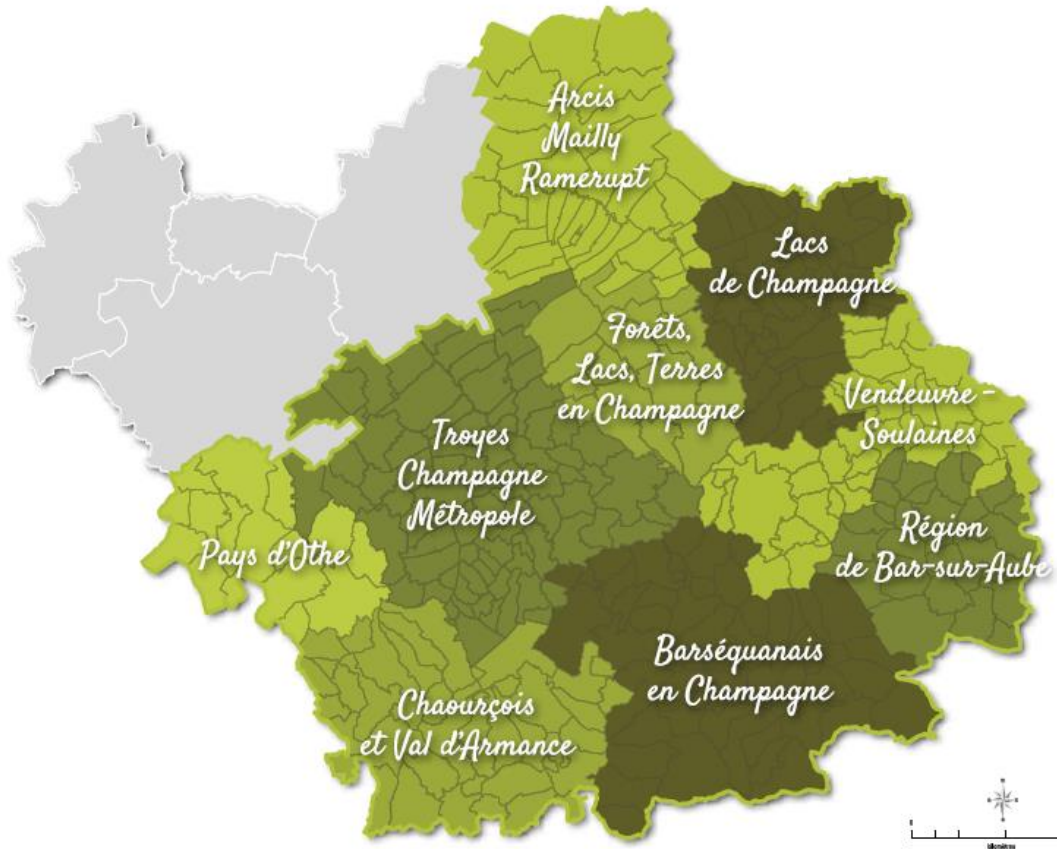 Arcis
Mailly
Ramerupt
Lacs
de Champagne
Forêts,
Lacs, Terres
en Champagne
Vendeuvre -
Soulaines
Troyes
Champagne
Métropole
Région
de Bar-sur-Aube
Pays d'Othe
Barséquanais
en Champagne
Chaourçois
et Val d'Armance
kilomètres